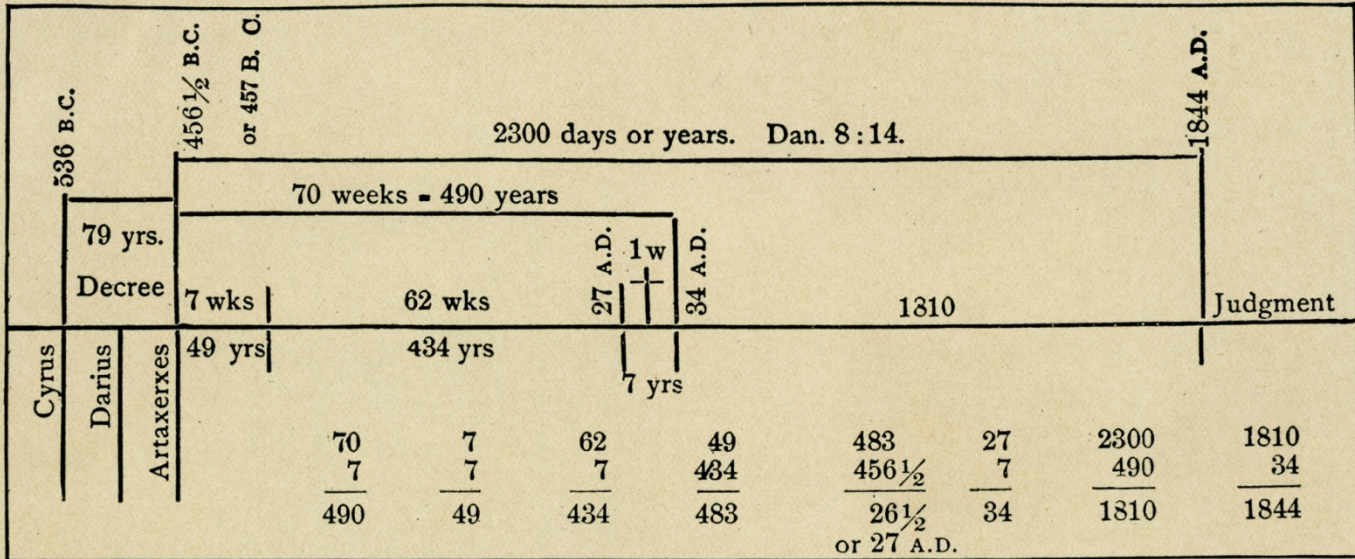 536 B.C.
456½ B.C.
or 457 B. C.
1844 A.D.
2300 days or years. Dan. 8:14.
70 weeks = 490 years
79 yrs.
Decree
27 A.D.
1 w
34 A.D.
7 wks
62 wks
1810
Judgment
Cyrus
Darius
Artaxerxes
49 yrs
434 yrs
7 yrs
70 7 62 49 483 27 2300 1810
7 7 7 434 456½ 7 490 34
490 49 434 483 26½ 34 1810 1844
or 27 A.D.